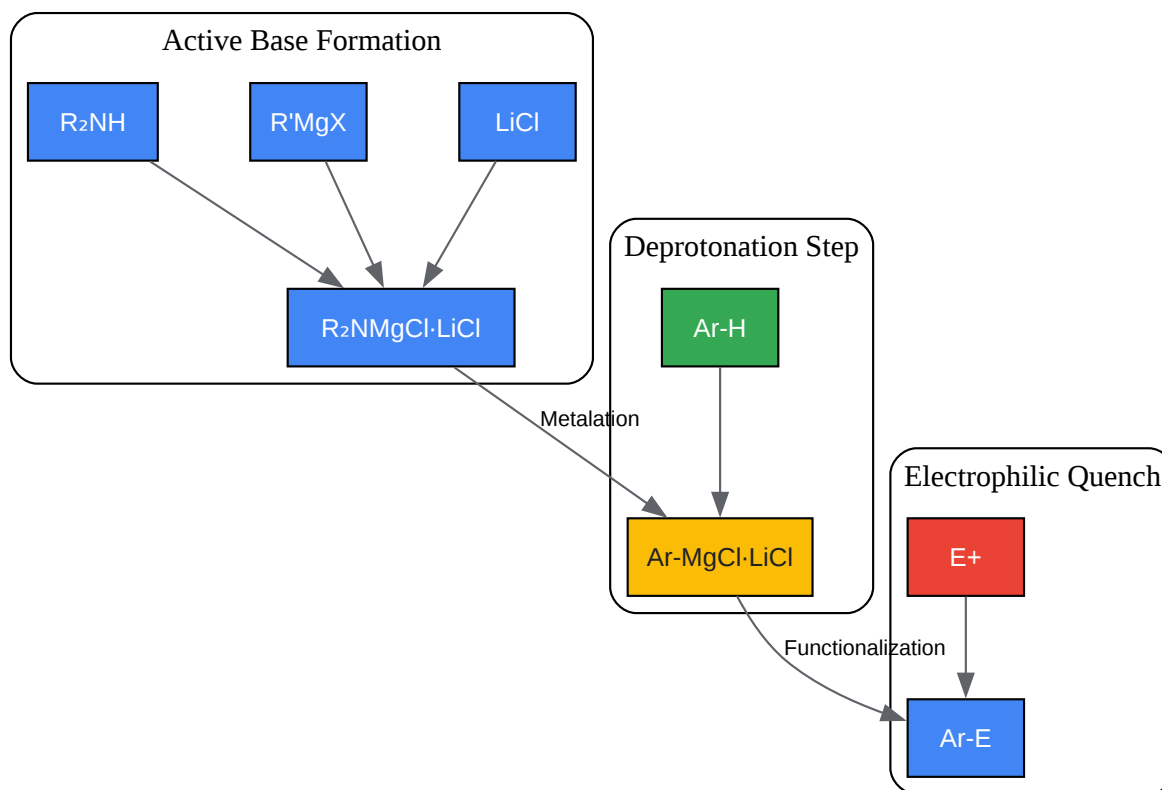 Active Base Formation
R₂NH
R'MgX
LiCl
R₂NMgCl·LiCl
Deprotonation Step
Ar-H
Metalation
Ar-MgCl·LiCl
Electrophilic Quench
E+
Functionalization
Ar-E